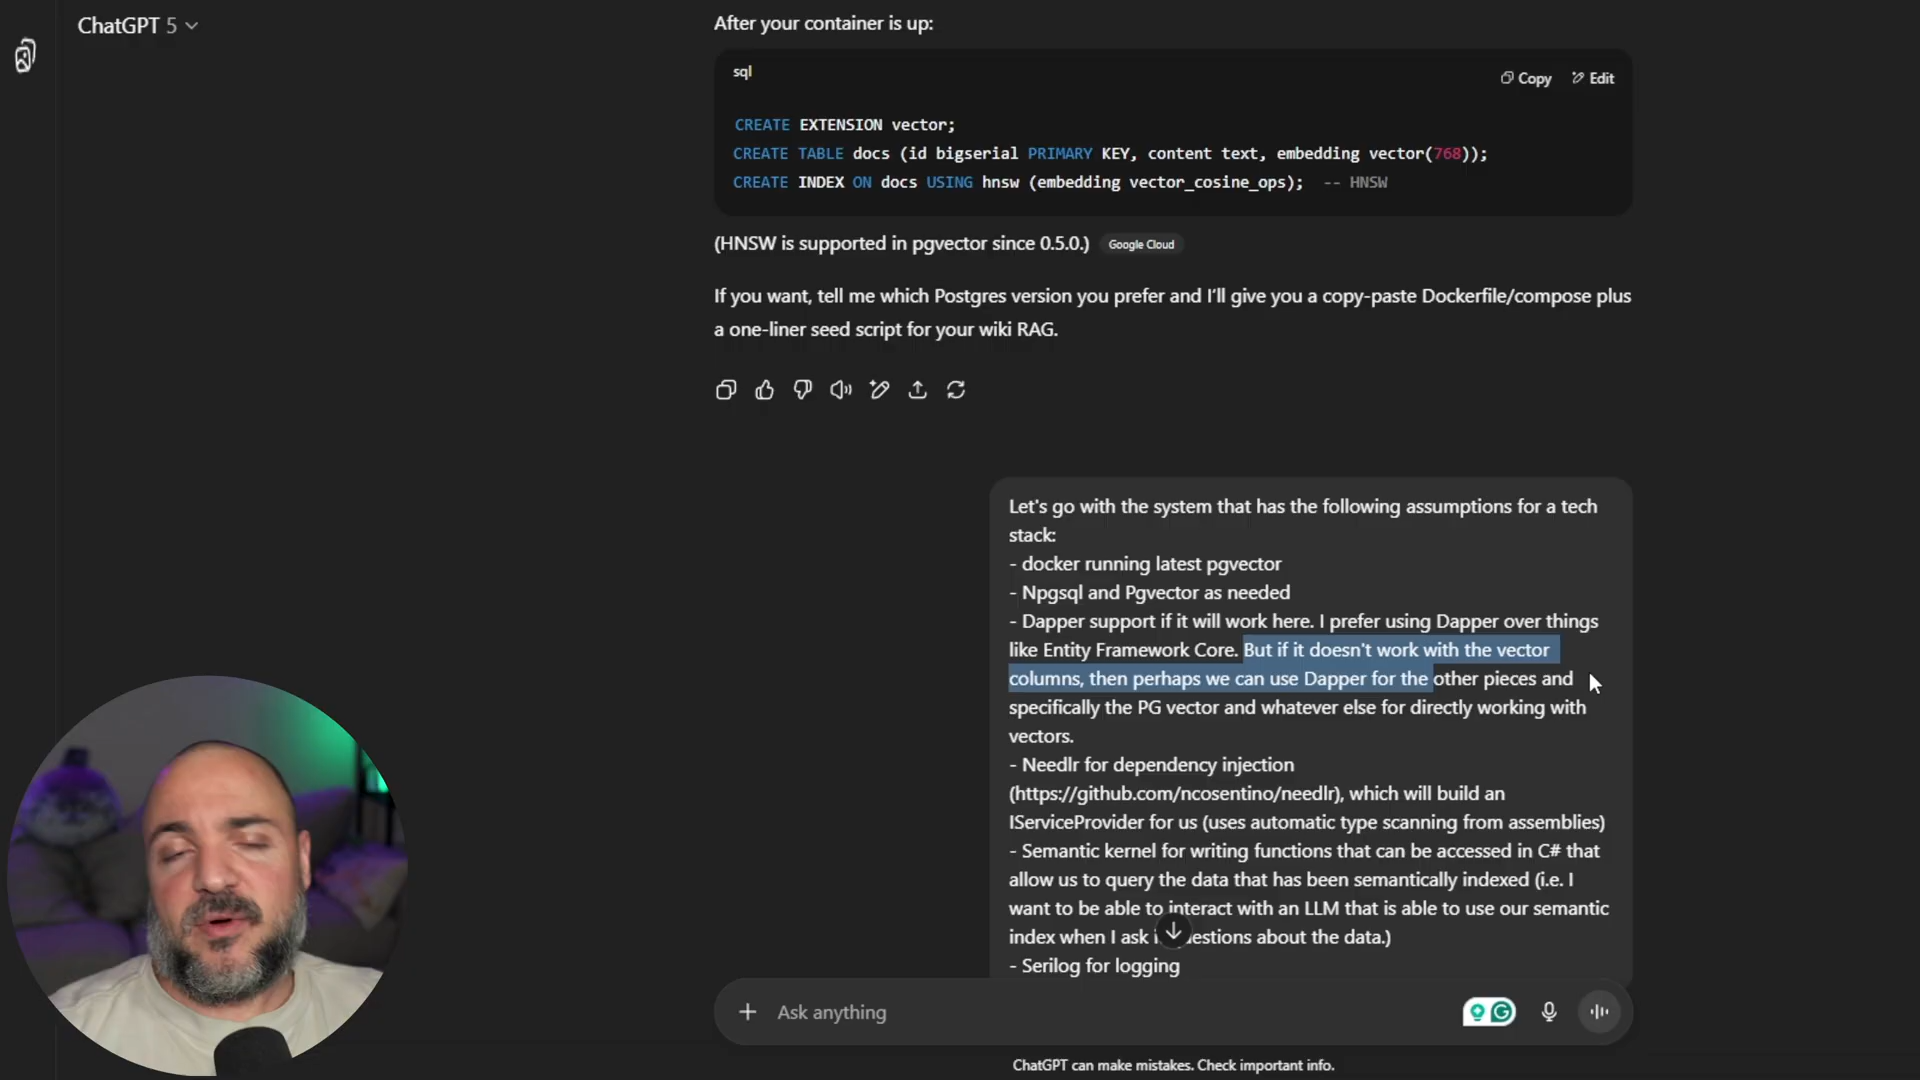 ChatGPT 5
After your container is up:
sql
Copy
Edit
CREATE EXTENSION vector;
CREATE TABLE docs (id bigserial PRIMARY KEY, content text, embedding vector(768));
CREATE INDEX ON docs USING hnsw (embedding vector_cosine_ops);  -- HNSW
(HNSW is supported in pgvector since 0.5.0.)
Google Cloud
If you want, tell me which Postgres version you prefer and I'll give you a copy-paste Dockerfile/compose plus
a one-liner seed script for your wiki RAG.
Let's go with the system that has the following assumptions for a tech
stack:
- docker running latest pgvector
- Npgsql and Pgvector as needed
- Dapper support if it will work here. I prefer using Dapper over things
like Entity Framework Core. But if it doesn't work with the vector
columns, then perhaps we can use Dapper for the other pieces and
specifically the PG vector and whatever else for directly working with
vectors.
- Needlr for dependency injection
(https://github.com/ncosentino/needlr), which will build an
IServiceProvider for us (uses automatic type scanning from assemblies)
- Semantic kernel for writing functions that can be accessed in C# that
allow us to query the data that has been semantically indexed (i.e. I
want to be able to interact with an LLM that is able to use our semantic
index when I ask about the data.)
- Serilog for logging
Ask anything
ChatGPT can make mistakes. Check important info.